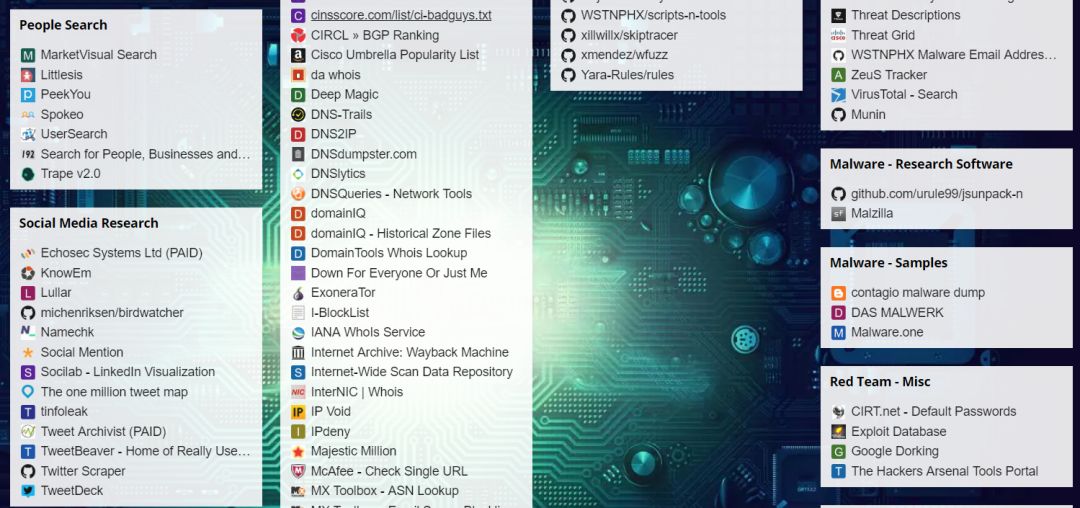 People Search
MarketVisual Search
Littlesis
PeekYou
Spokeo
UserSearch
Search for People, Businesses and…
Trape v2.0
Social Media Research
Echosec Systems Ltd (PAID)
KnowEm
Lullar
michenriksen/birdwatcher
Namechk
Social Mention
Socilab - LinkedIn Visualization
The one million tweet map
tinfoleak
Tweet Archivist (PAID)
TweetBeaver - Home of Really Use…
Twitter Scraper
TweetDeck
cinsscore.com/list/ci-badguys.txt
CIRCL » BGP Ranking
Cisco Umbrella Popularity List
da whois
Deep Magic
DNS-Trails
DNS2IP
DNSdumpster.com
DNSlytics
DNSQueries - Network Tools
domainIQ
domainIQ - Historical Zone Files
DomainTools Whois Lookup
Down For Everyone Or Just Me
ExoneraTor
I-BlockList
IANA WhoIs Service
Internet Archive: Wayback Machine
Internet-Wide Scan Data Repository
InterNIC | Whois
IP Void
IPdeny
Majestic Million
McAfee - Check Single URL
MX Toolbox - ASN Lookup
WSTNPHX/scripts-n-tools
xillwillx/skiptracer
xmendez/wfuzz
Yara-Rules/rules
Threat Descriptions
Threat Grid
WSTNPHX Malware Email Addres…
ZeuS Tracker
VirusTotal - Search
Munin
Malware - Research Software
github.com/urule99/jsunpack-n
Malzilla
Malware - Samples
contagio malware dump
DAS MALWERK
Malware.one
Red Team - Misc
CIRT.net - Default Passwords
Exploit Database
Google Dorking
The Hackers Arsenal Tools Portal